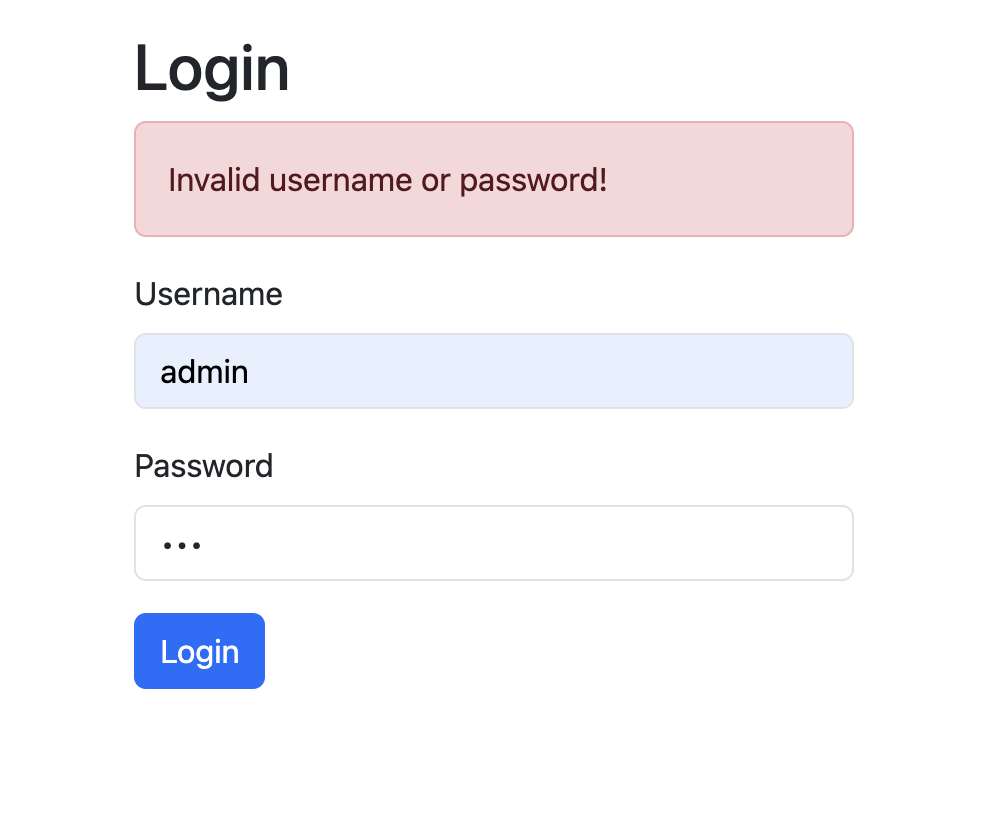 Login
Invalid username or password!
Username
admin
Password
•••
Login